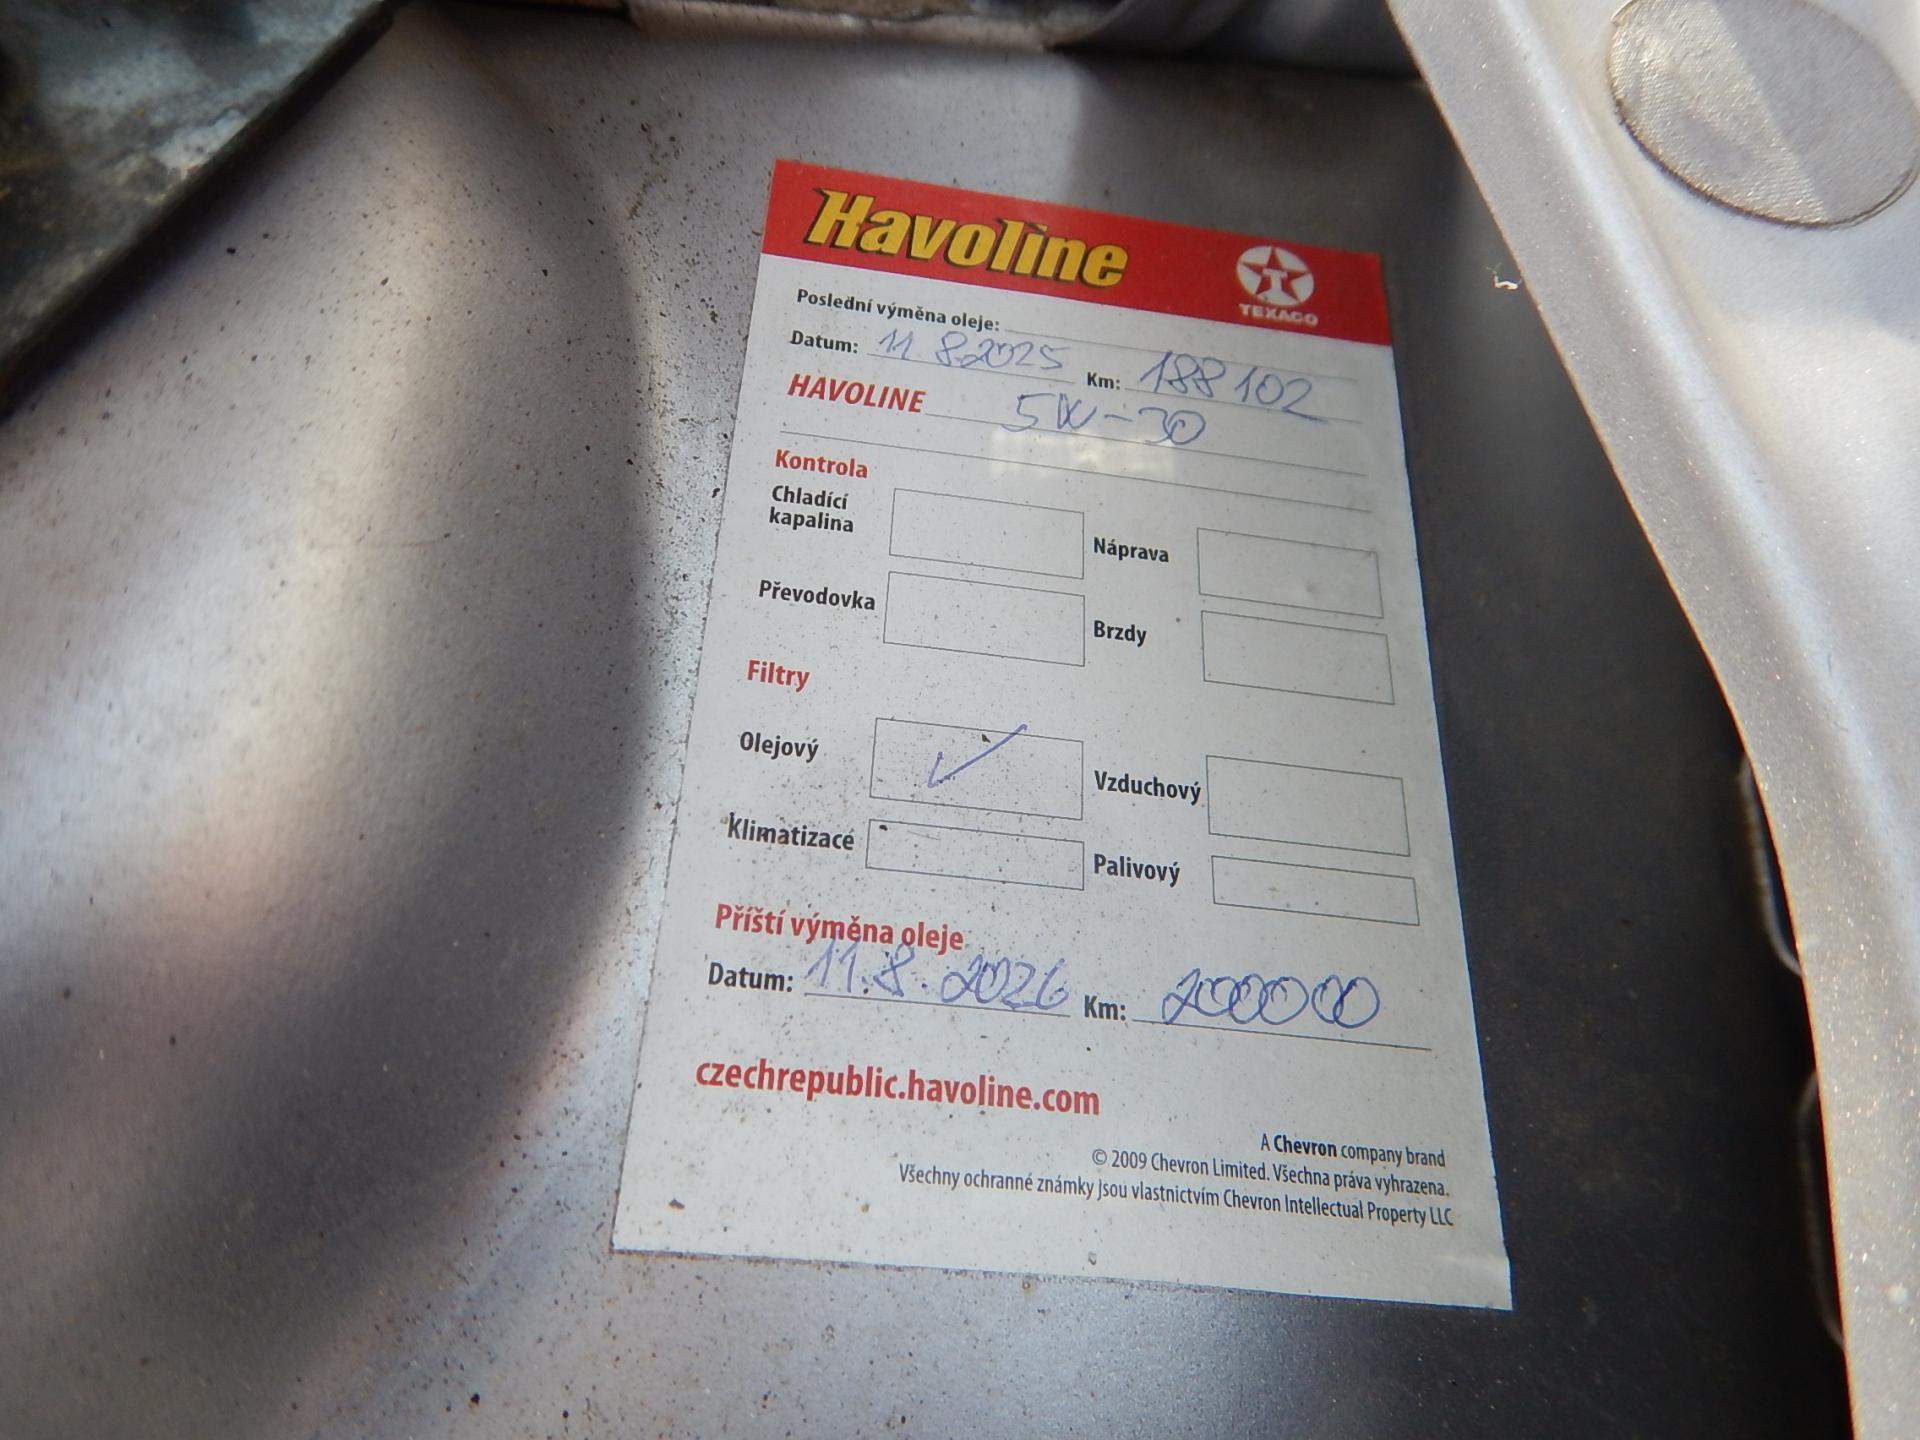 Havoline
TEXACO
Poslední výměna oleje:
Datum: 11.8.2025 Km: 188102
HAVOLINE 5W-30
Kontrola
Chladící kapalina Náprava
Převodovka Brzdy
Filtry
Olejový ✓ Vzduchový
Klimatizace Palivový
Příští výměna oleje
Datum: 11.8.2026 Km: 200000
czechrepublic.havoline.com
A Chevron company brand
© 2009 Chevron Limited. Všechna práva vyhrazena.
Všechny ochranné známky jsou vlastnictvím Chevron Intellectual Property LLC